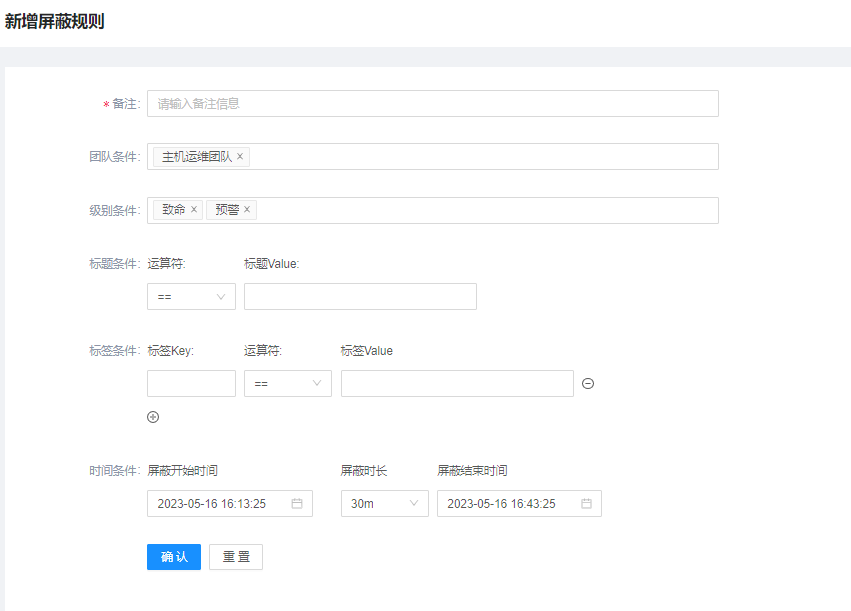 新增屏蔽规则
* 备注: 请输入备注信息
团队条件: 主机运维团队 ×
级别条件: 致命 × 预警 ×
标题条件: 运算符: 标题Value:
==
标签条件: 标签Key: 运算符: 标签Value
==
时间条件: 屏蔽开始时间 屏蔽时长 屏蔽结束时间
2023-05-16 16:13:25 30m 2023-05-16 16:43:25
确 认 重 置